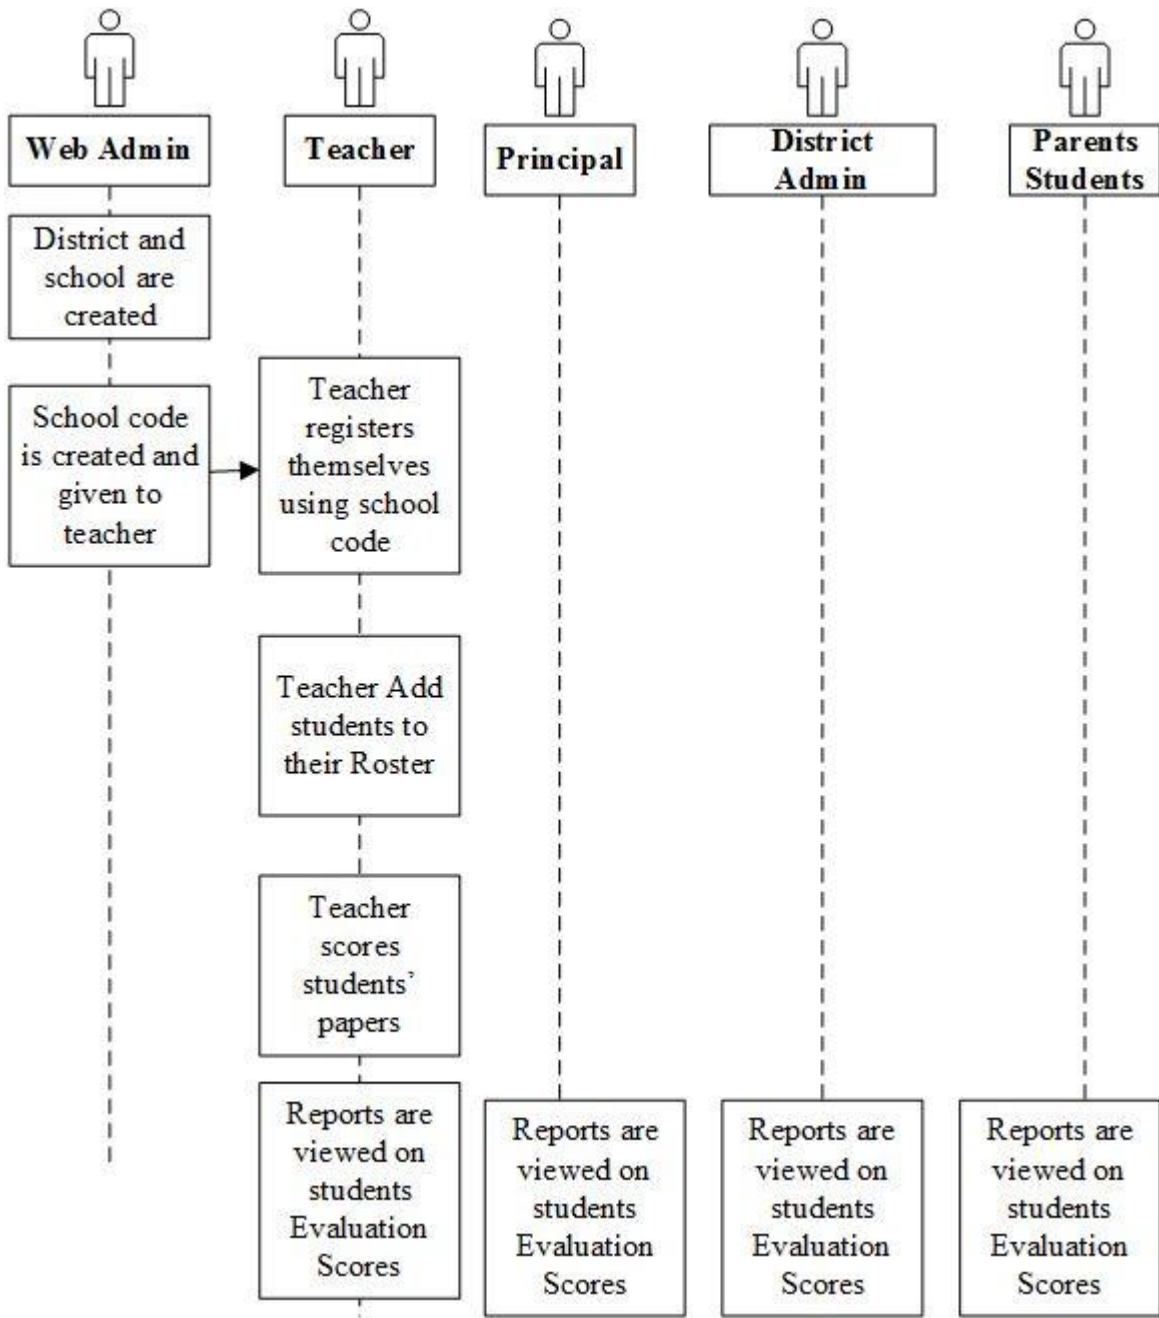 Web Admin
Teacher
Principal
District
Admin
Parents
Students
District and
school are
created
School code
is created and
given to
teacher
Teacher
registers
themselves
using school
code
Teacher Add
students to
their Roster
Teacher
scores
students’
papers
Reports are
viewed on
students
Evaluation
Scores
Reports are
viewed on
students
Evaluation
Scores
Reports are
viewed on
students
Evaluation
Scores
Reports are
viewed on
students
Evaluation
Scores